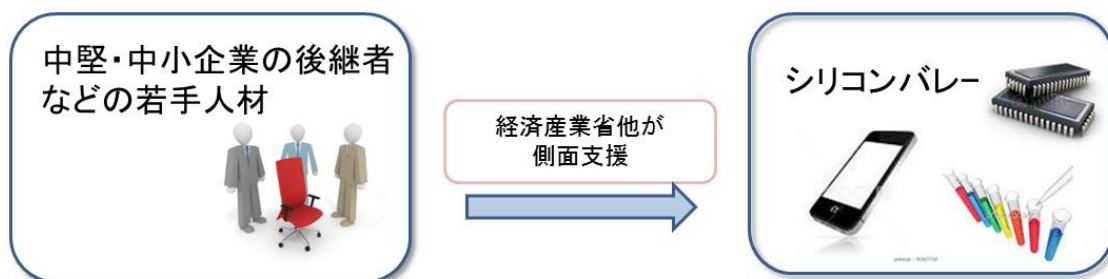 中堅・中小企業の後継者
などの若手人材
経済産業省他が
側面支援
シリコンバレー